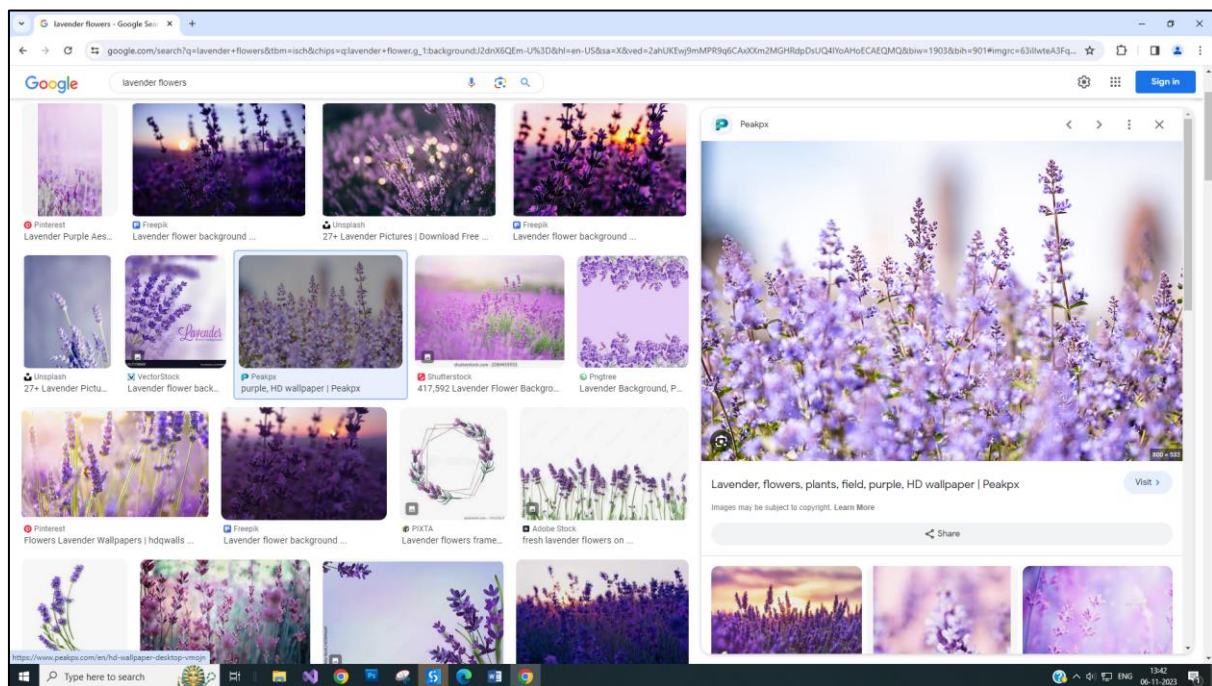 lavender flowers - Google Sear
google.com/search?q=lavender+flowers&tbm=isch&chips=q:lavender+flower,g_1:background:J2dnX6QEm-U%3D&hl=en-US&sa=X&ved=2ahUKEwj9mMPR9q6CAxXXm2MGHRdpDsUQ4lYoAHoECAEQMQ&biw=1903&bih=901#imgrc=63illwteA3Fq...
Google
lavender flowers
Sign in
Pinterest
Lavender Purple Aes...
Freepik
Lavender flower background ...
Unsplash
27+ Lavender Pictures | Download Free ...
Freepik
Lavender flower background ...
Unsplash
27+ Lavender Pictu...
Lavender
VectorStock
Lavender flower back...
Peakpx
purple, HD wallpaper | Peakpx
Shutterstock
417,592 Lavender Flower Backgro...
Pngtree
Lavender Background, P...
Pinterest
Flowers Lavender Wallpapers | hdqwalls ...
Freepik
Lavender flower background ...
PIXTA
Lavender flowers frame...
Adobe Stock
fresh lavender flowers on ...
Peakpx
800 × 533
Lavender, flowers, plants, field, purple, HD wallpaper | Peakpx
Visit
Images may be subject to copyright. Learn More
Share
https://www.peakpx.com/en/hd-wallpaper-desktop-vmojn
Type here to search
ENG
13:42
06-11-2023